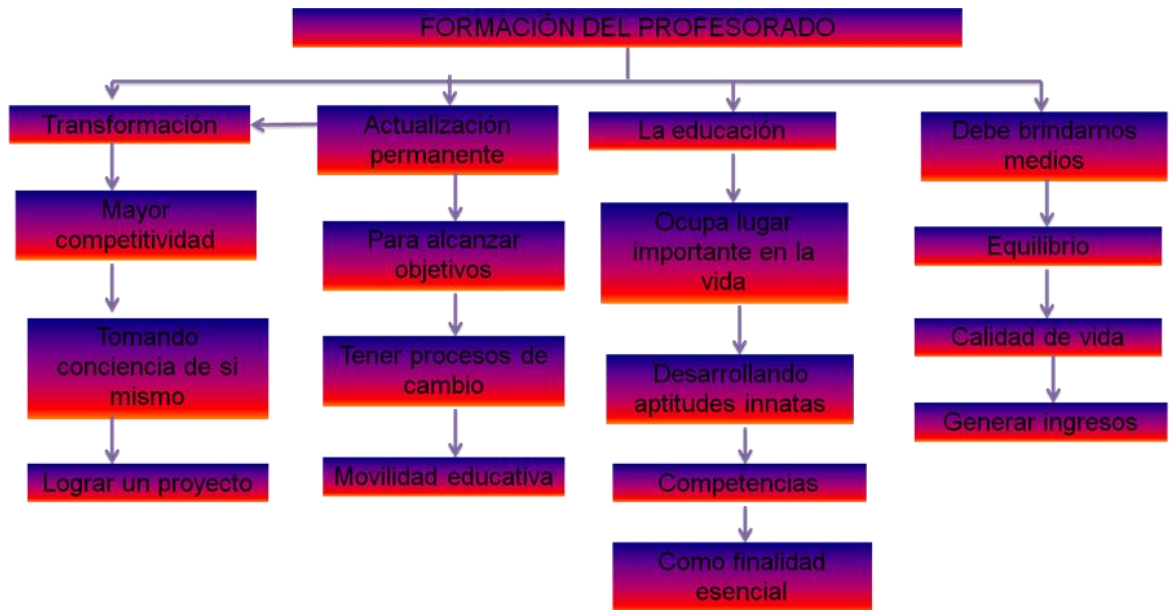 FORMACIÓN DEL PROFESORADO
Transformación
Mayor
competitividad
Tomando
conciencia de si
mismo
Lograr un proyecto
Actualización
permanente
Para alcanzar
objetivos
Tener procesos de
cambio
Movilidad educativa
La educación
Ocupa lugar
importante en la
vida
Desarrollando
aptitudes innatas
Competencias
Como finalidad
esencial
Debe brindarnos
medios
Equilibrio
Calidad de vida
Generar ingresos